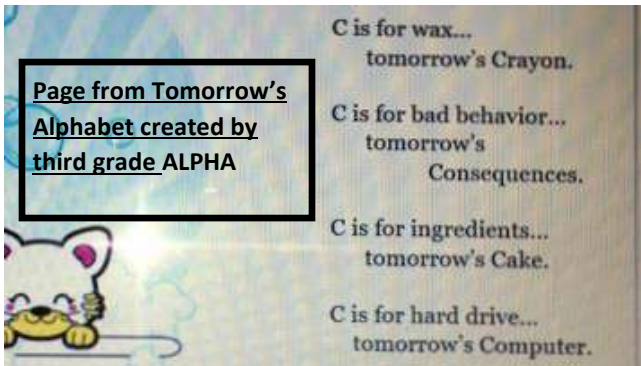 Page from Tomorrow's
Alphabet created by
third grade ALPHA
C is for wax...
tomorrow's Crayon.
C is for bad behavior...
tomorrow's
Consequences.
C is for ingredients...
tomorrow's Cake.
C is for hard drive...
tomorrow's Computer.